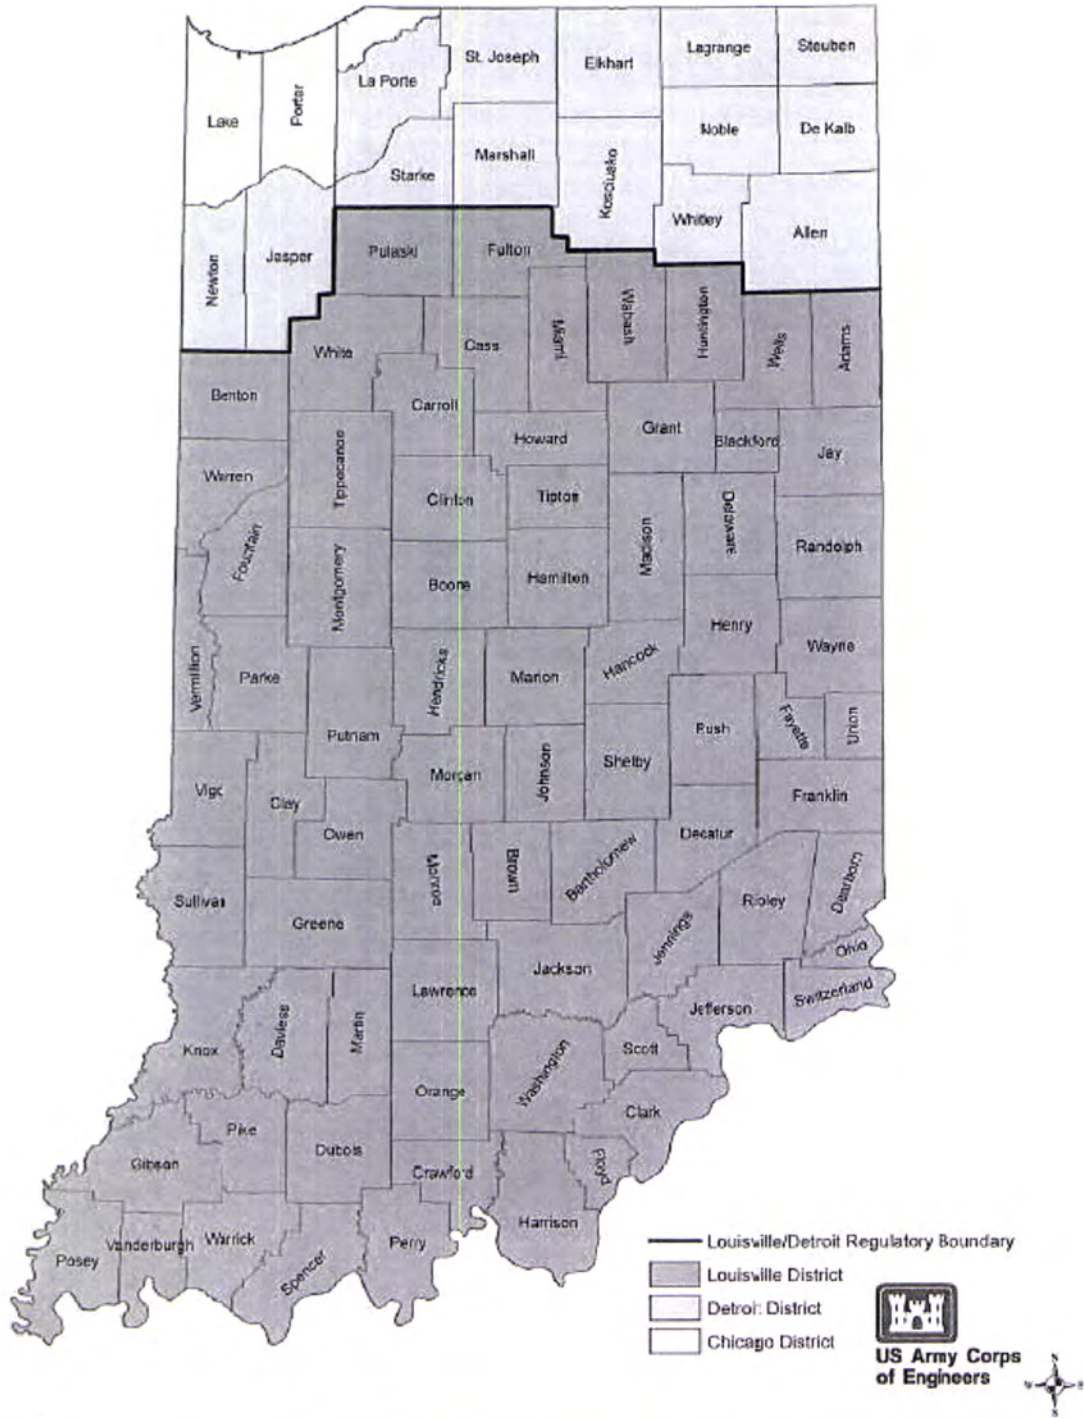 St. Joseph
Elkhart
Lagrange
Steuben
La Porte
Lake
Porter
Noble
De Kalb
Marshall
Starke
Kosciusko
Whitley
Allen
Newton
Jasper
Pulaski
Fulton
Miami
Wabash
Huntington
Wells
Adams
White
Cass
Benton
Carroll
Howard
Grant
Blackford
Jay
Warren
Tippecanoe
Clinton
Tipton
Madison
Delaware
Randolph
Fountain
Montgomery
Boone
Hamilton
Henry
Wayne
Vermillion
Parke
Hendricks
Marion
Hancock
Putnam
Rush
Fayette
Union
Vigo
Clay
Morgan
Johnson
Shelby
Franklin
Owen
Decatur
Monroe
Brown
Bartholomew
Dearborn
Sullivan
Greene
Ripley
Jennings
Ohio
Jackson
Lawrence
Switzerland
Jefferson
Knox
Daviess
Martin
Scott
Washington
Orange
Clark
Pike
Dubois
Gibson
Crawford
Floyd
Harrison
Posey
Vanderburgh
Warrick
Spencer
Perry
Louisville/Detroit Regulatory Boundary
Louisville District
Detroit District
Chicago District
US Army Corps
of Engineers
N
W
E
S